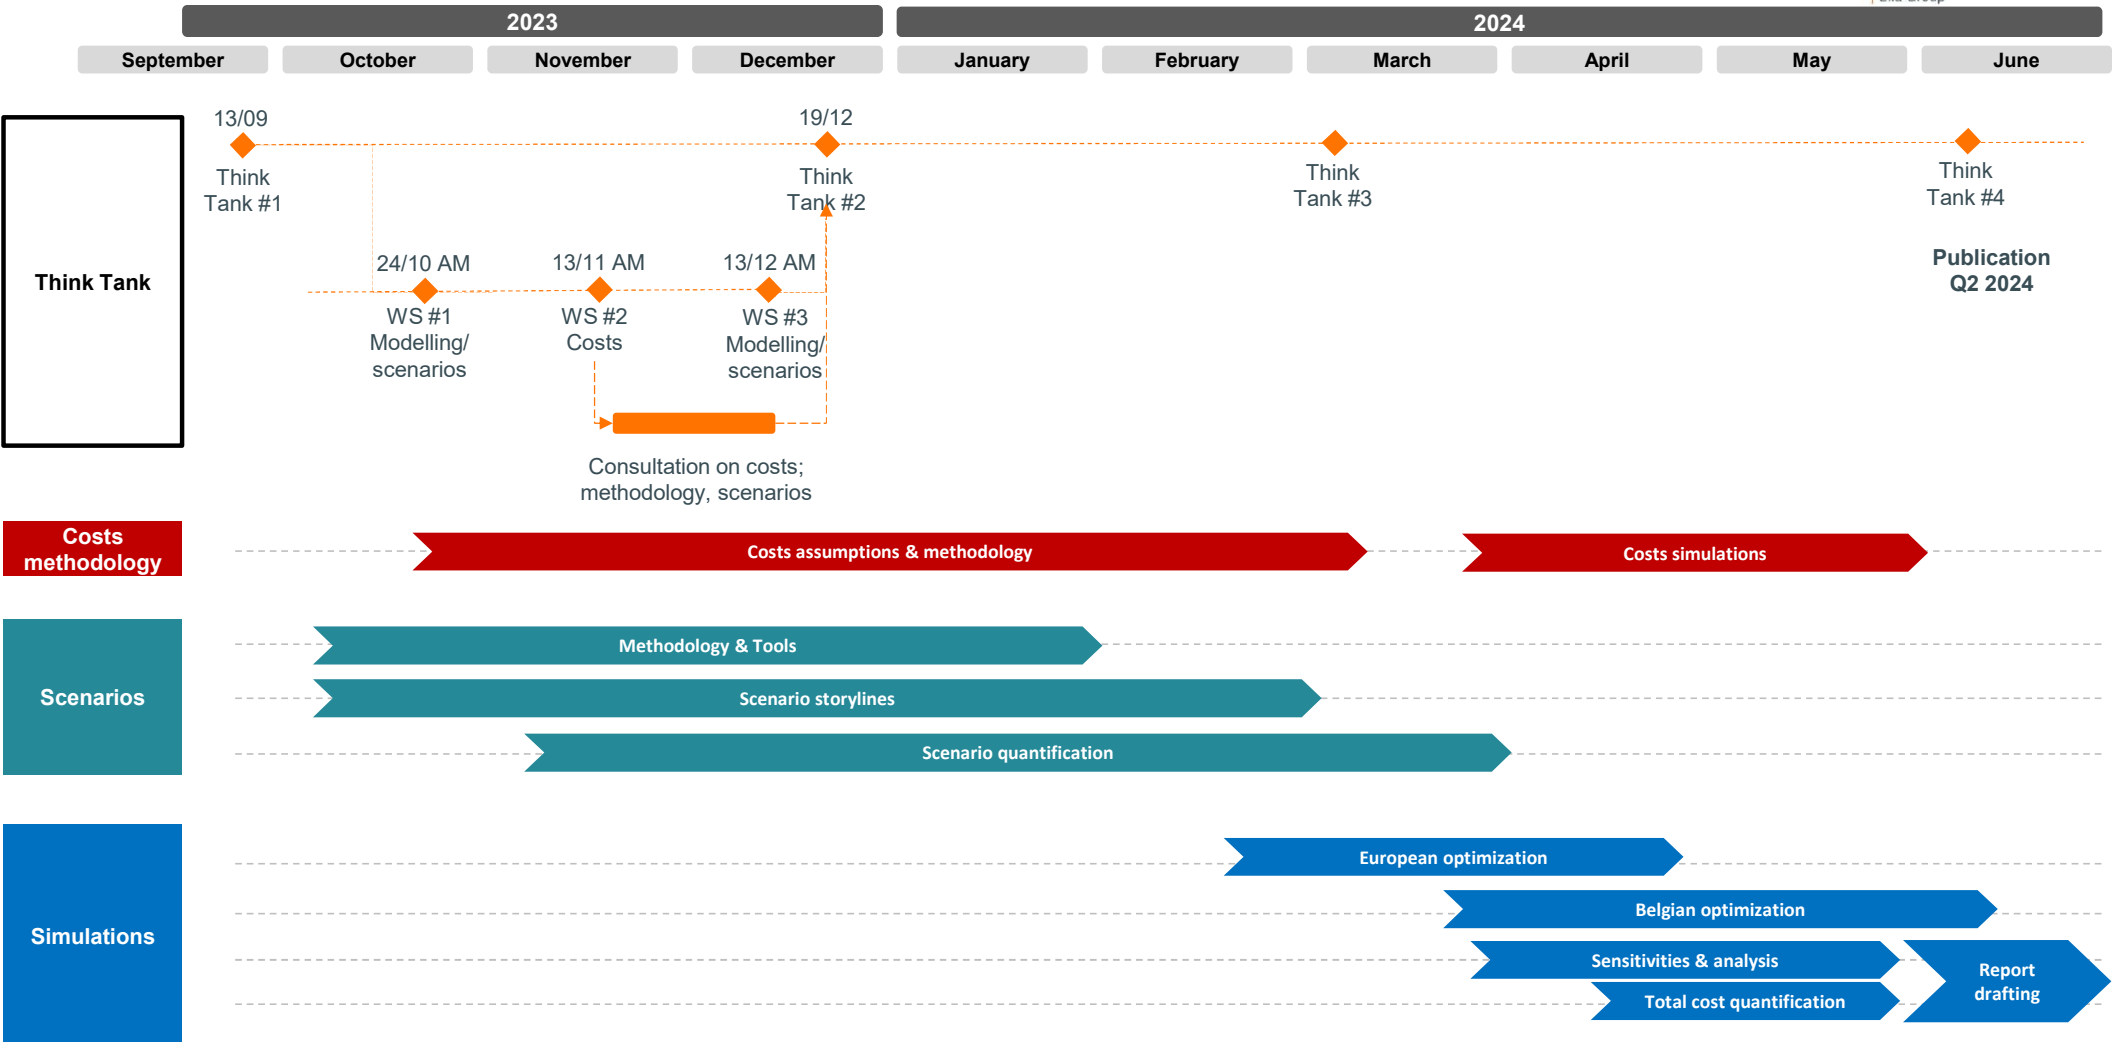 2023
2024
September
October
November
December
January
February
March
April
May
June
13/09
19/12
Think
Tank #1
Think
Tank #2
Think
Tank #3
Think
Tank #4
Think Tank
24/10 AM
13/11 AM
13/12 AM
WS #1
Modelling/
scenarios
WS #2
Costs
WS #3
Modelling/
scenarios
Publication
Q2 2024
Consultation on costs;
methodology, scenarios
Costs
methodology
Costs assumptions & methodology
Costs simulations
Scenarios
Methodology & Tools
Scenario storylines
Scenario quantification
Simulations
European optimization
Belgian optimization
Sensitivities & analysis
Total cost quantification
Report
drafting